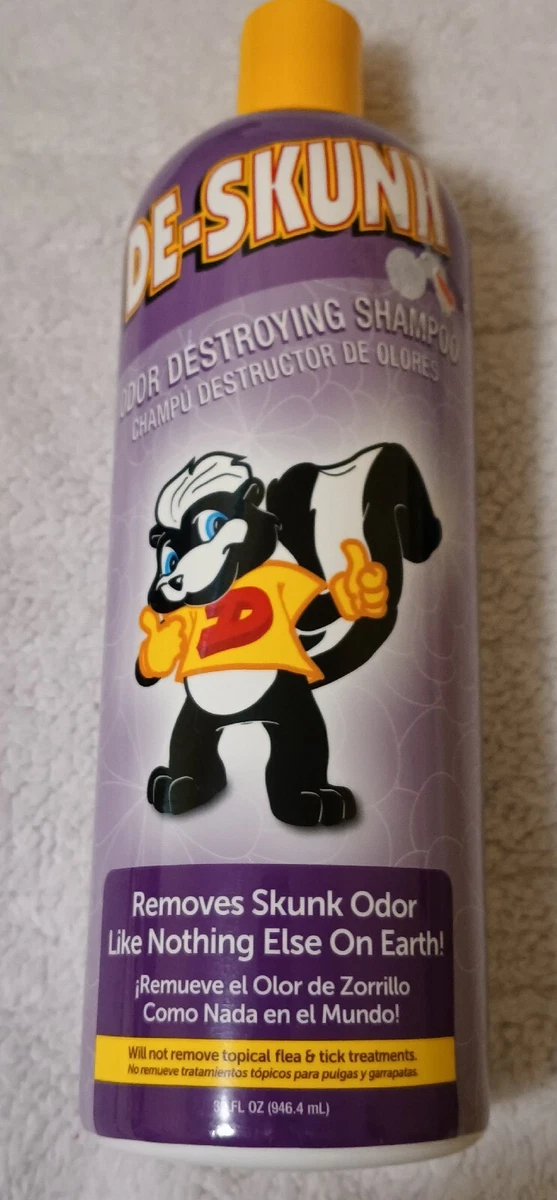 DE-SKUNK
ODOR DESTROYING SHAMPOO
CHAMPÚ DESTRUCTOR DE OLORES
D
Removes Skunk Odor
Like Nothing Else On Earth!
¡Remueve el Olor de Zorrillo
Como Nada en el Mundo!
Will not remove topical flea & tick treatments.
No remueve tratamientos tópicos para pulgas y garrapatas.
32 FL OZ (946.4 mL)